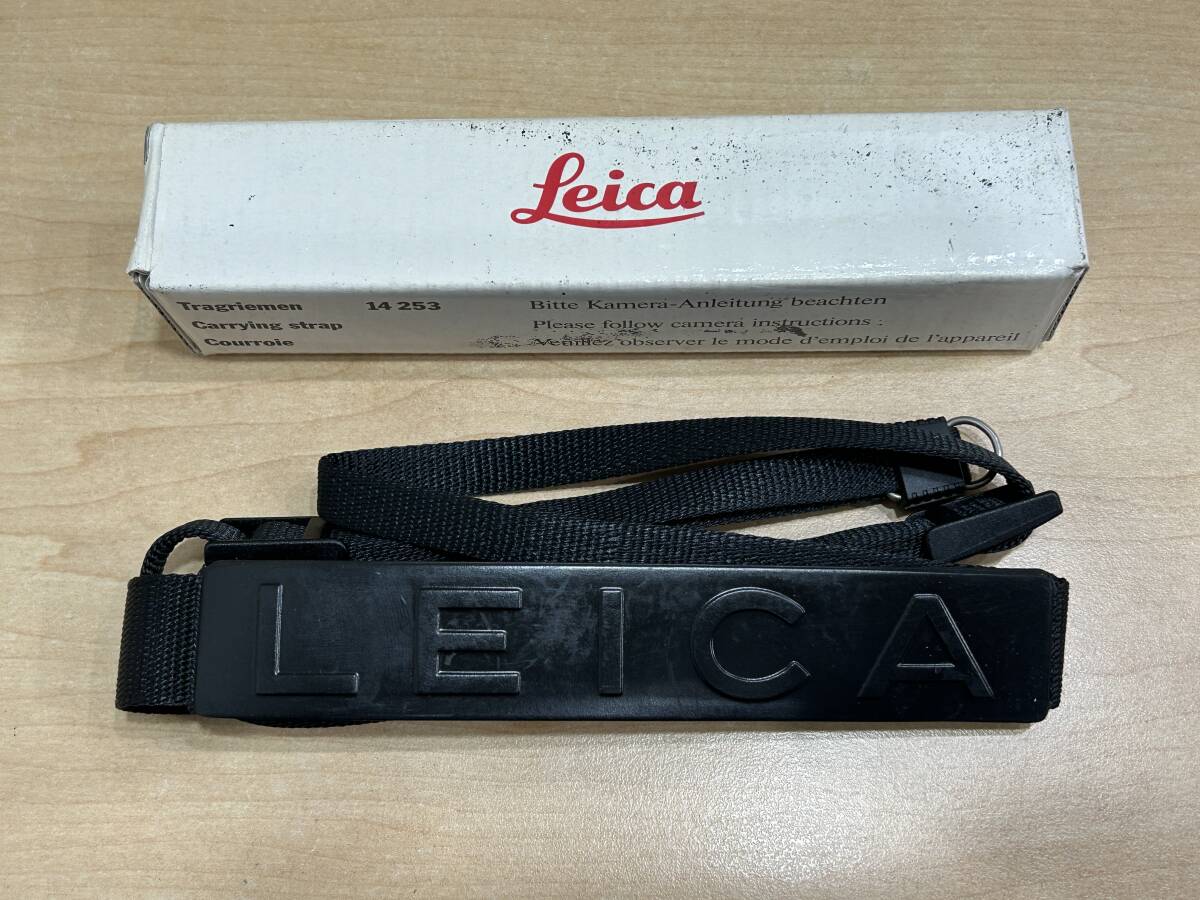 Leica
Tragriemen 14 253 Bitte Kamera-Anleitung beachten
Carrying strap Please follow camera instructions
Courroie Veuillez observer le mode d'emploi de l'appareil
LEICA